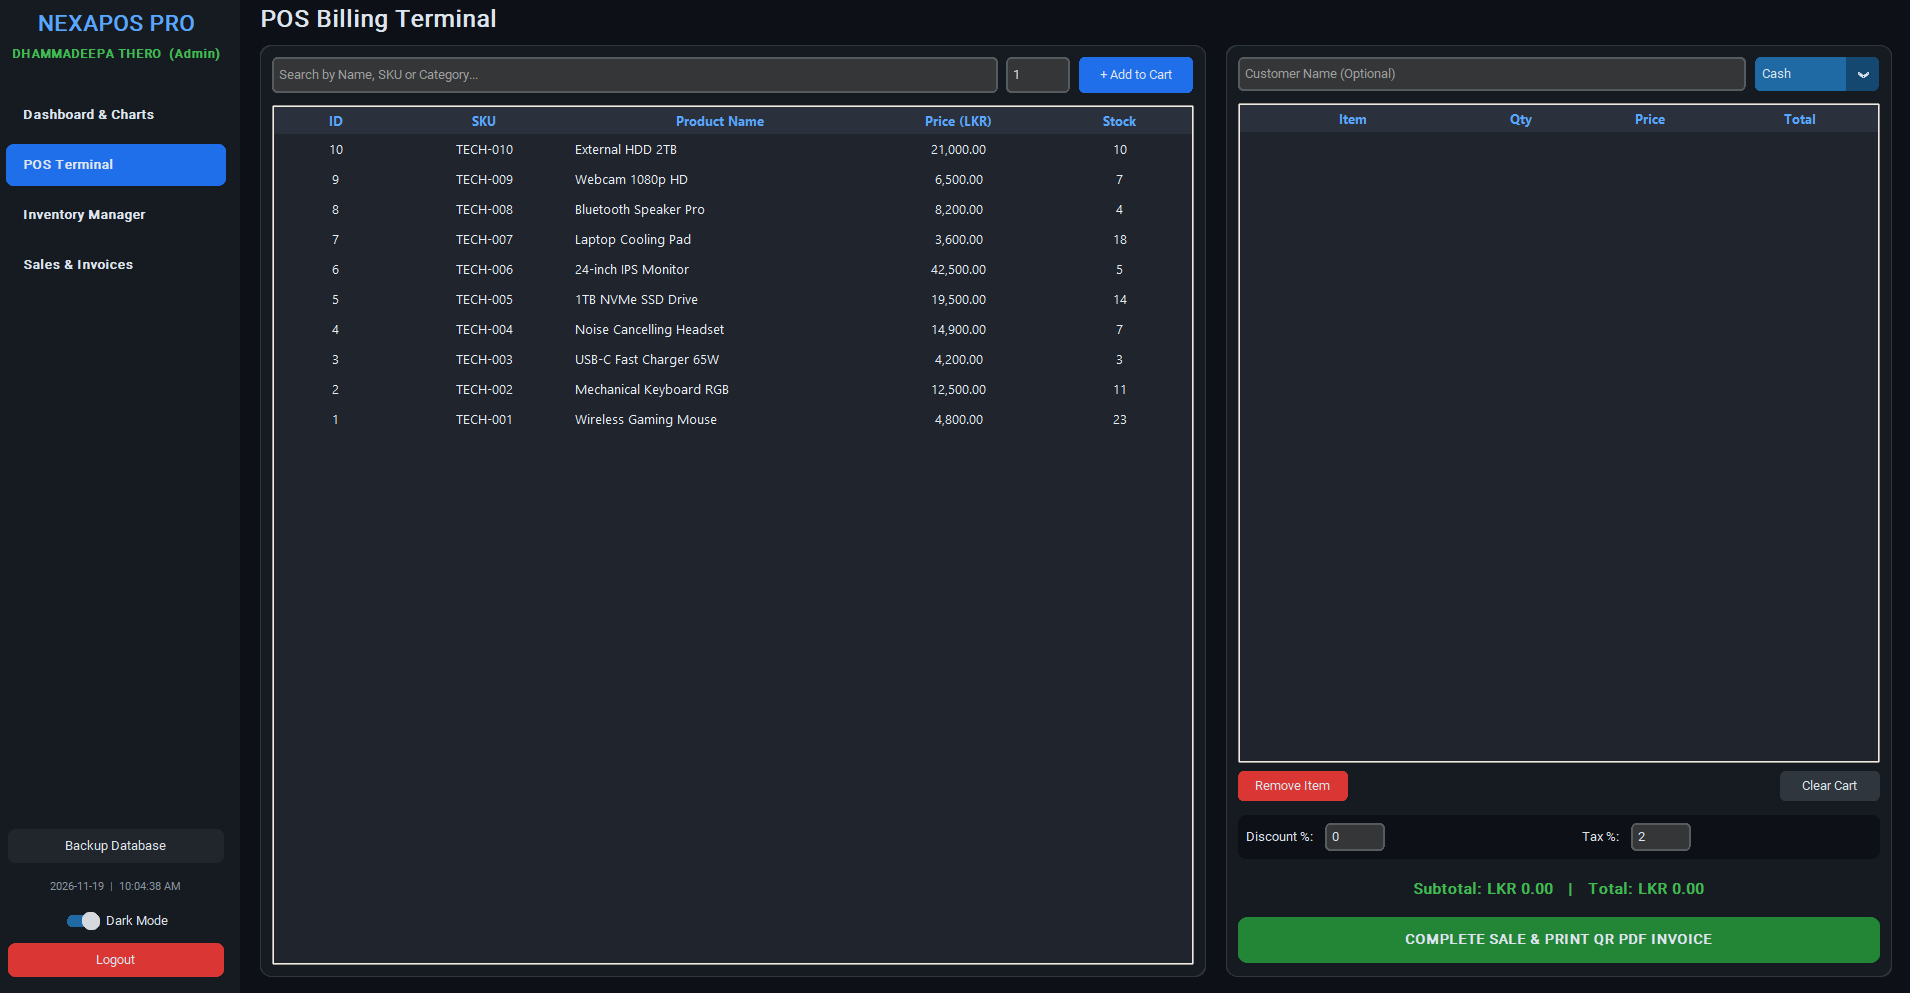 NEXAPOS PRO
DHAMMADEEPA THERO (Admin)
Dashboard & Charts
POS Terminal
Inventory Manager
Sales & Invoices
Backup Database
2026-11-19 | 10:04:38 AM
Dark Mode
Logout
POS Billing Terminal
Search by Name, SKU or Category... 1 + Add to Cart
ID SKU Product Name Price (LKR) Stock
10 TECH-010 External HDD 2TB 21,000.00 10
9 TECH-009 Webcam 1080p HD 6,500.00 7
8 TECH-008 Bluetooth Speaker Pro 8,200.00 4
7 TECH-007 Laptop Cooling Pad 3,600.00 18
6 TECH-006 24-inch IPS Monitor 42,500.00 5
5 TECH-005 1TB NVMe SSD Drive 19,500.00 14
4 TECH-004 Noise Cancelling Headset 14,900.00 7
3 TECH-003 USB-C Fast Charger 65W 4,200.00 3
2 TECH-002 Mechanical Keyboard RGB 12,500.00 11
1 TECH-001 Wireless Gaming Mouse 4,800.00 23
Customer Name (Optional) Cash
Item Qty Price Total
Remove Item Clear Cart
Discount %: 0 Tax %: 2
Subtotal: LKR 0.00 | Total: LKR 0.00
COMPLETE SALE & PRINT QR PDF INVOICE